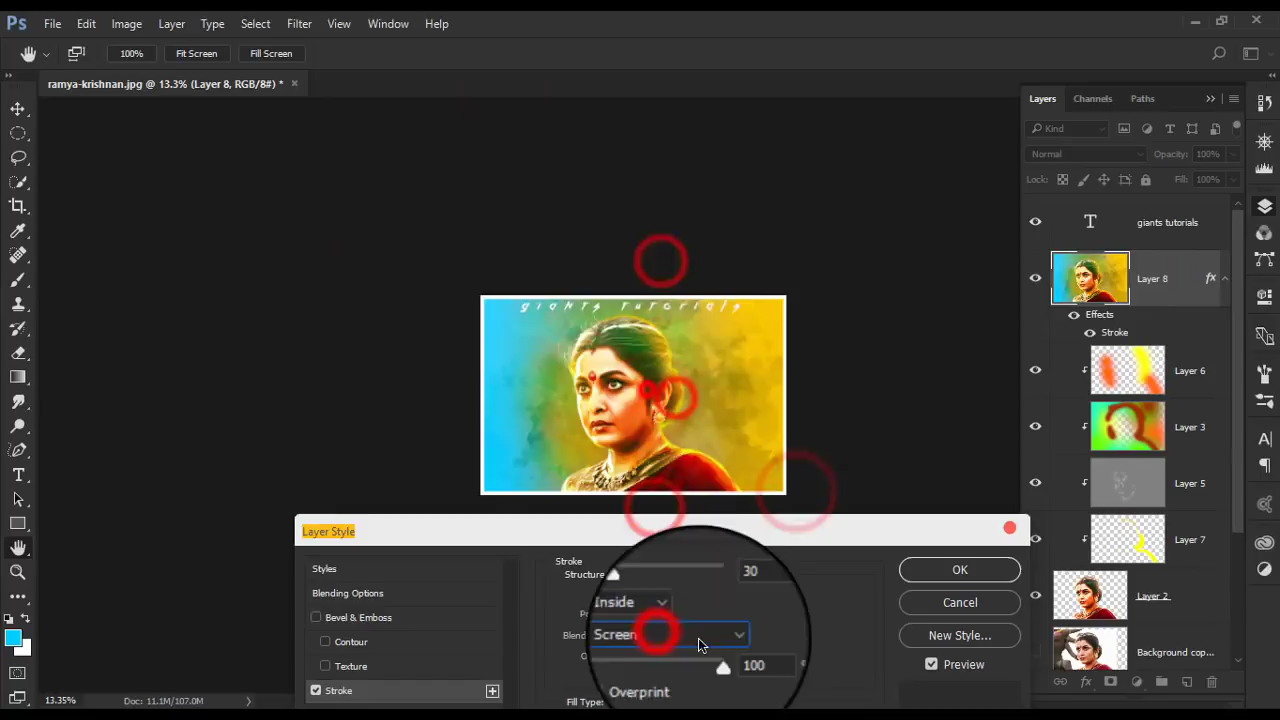 Ps File Edit Image Layer Type Select Filter View Window Help
100% Fit Screen Fill Screen
ramya-krishnan.jpg @ 13.3% (Layer 8, RGB/8#) * ×
Layers Channels Paths
Kind
Normal Opacity: 100%
Lock: Fill: 100%
T giants tutorials
Layer 8 fx
Effects
Stroke
Layer 6
Layer 3
Layer 5
Layer 7
Layer 2
Background cop...
giants tutorials
Layer Style
Styles
Blending Options
Bevel & Emboss
Contour
Texture
Stroke
Stroke
Structure
30
Inside
Blend
Screen
100
Overprint
Fill Type:
OK
Cancel
New Style...
Preview
13.35% Doc: 11.1M/107.0M